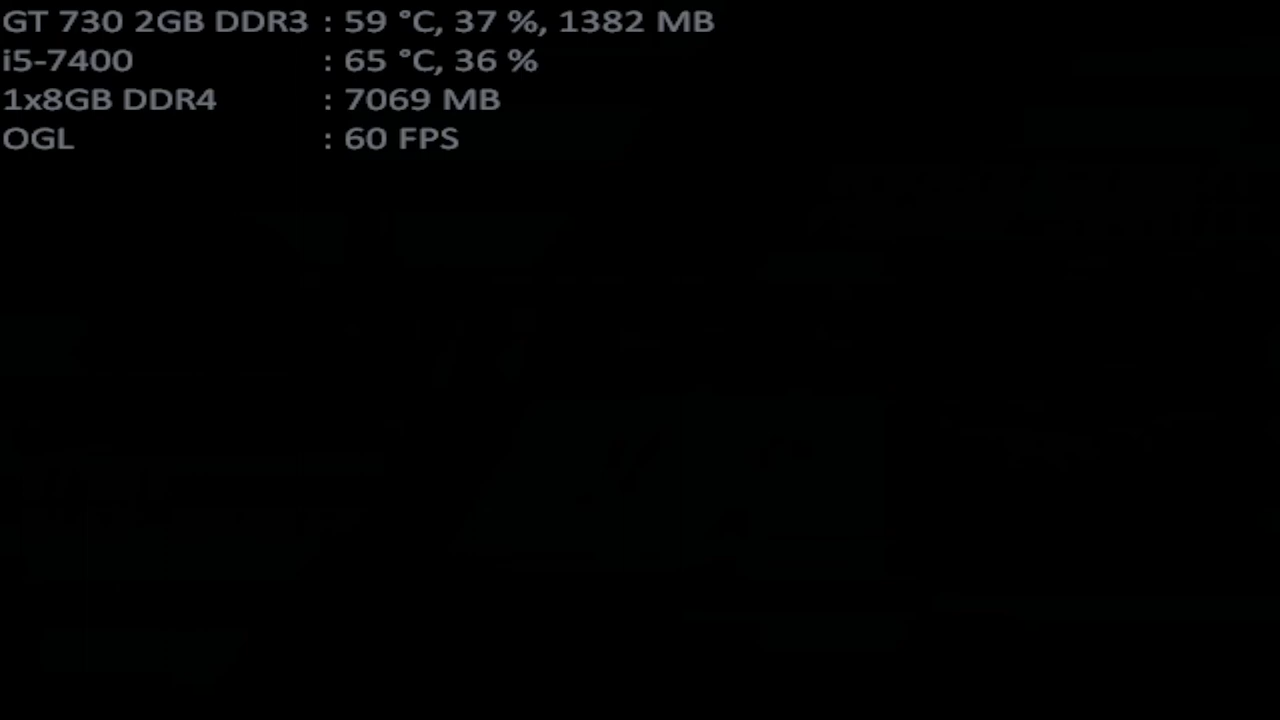 GT 730 2GB DDR3 : 59 °C, 37 %, 1382 MB
i5-7400 : 65 °C, 36 %
1x8GB DDR4 : 7069 MB
OGL : 60 FPS